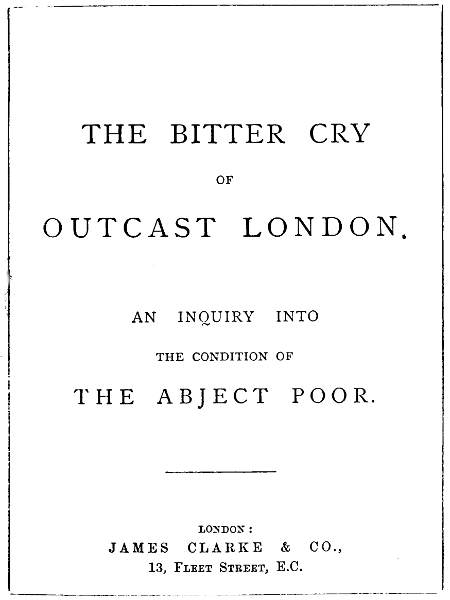 THE BITTER CRY
OF
OUTCAST LONDON.
AN INQUIRY INTO
THE CONDITION OF
THE ABJECT POOR.
LONDON:
JAMES CLARKE & CO.,
13, FLEET STREET, E.C.